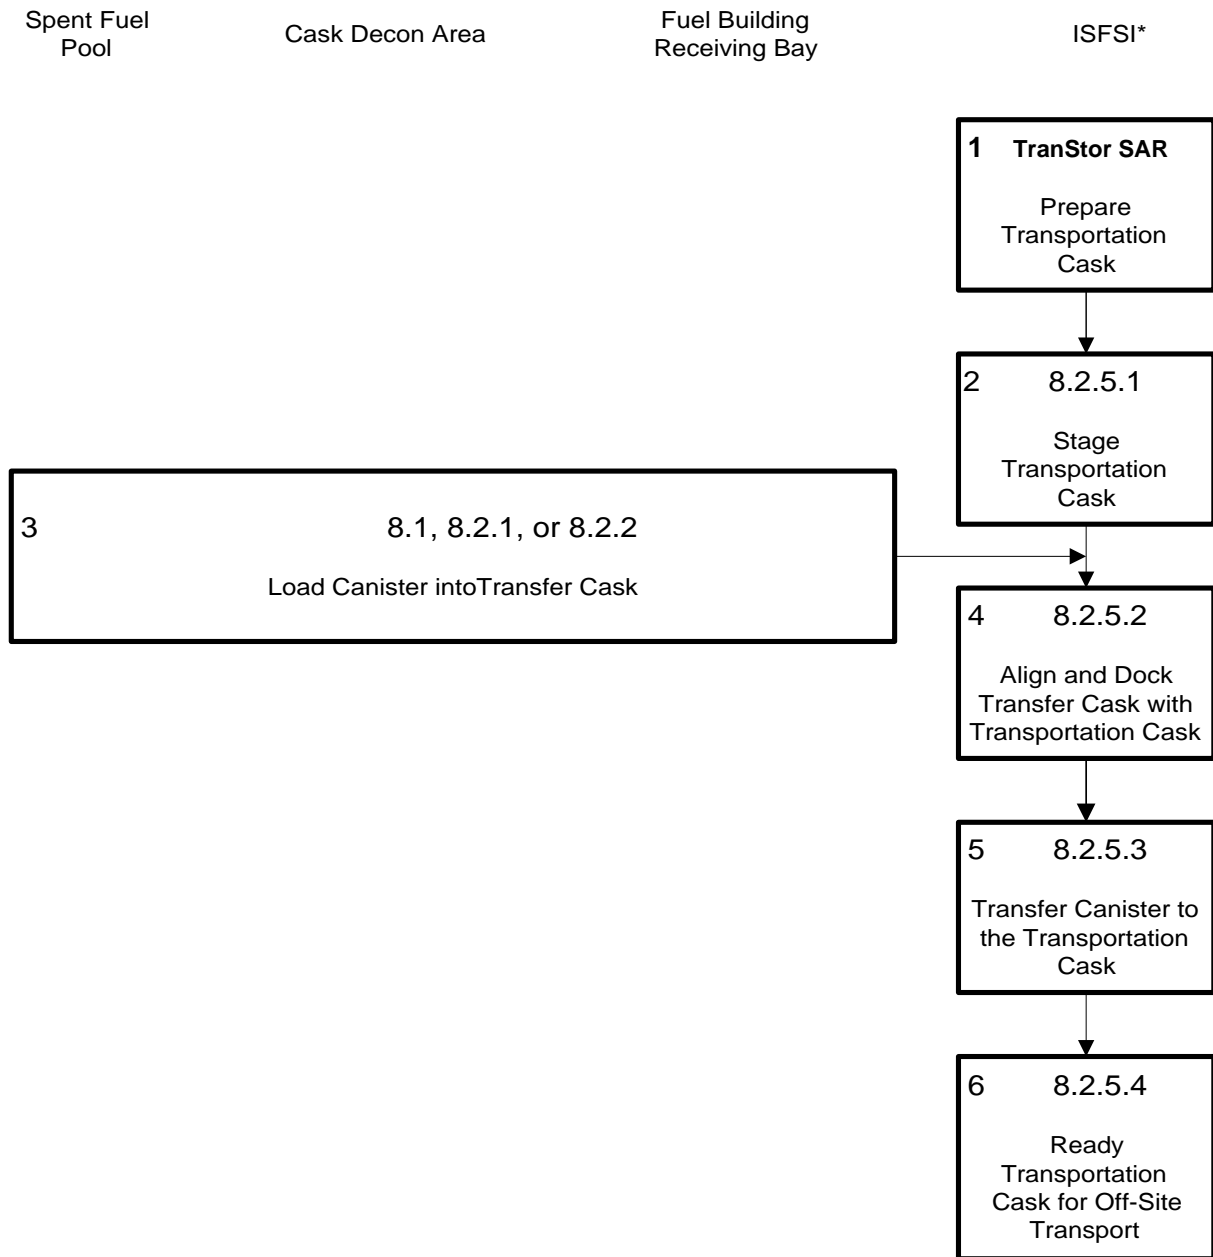 Spent Fuel
Pool
Cask Decon Area
Fuel Building
Receiving Bay
ISFSI*
1 TranStor SAR
Prepare
Transportation
Cask
2 8.2.5.1
Stage
Transportation
Cask
3 8.1, 8.2.1, or 8.2.2
Load Canister intoTransfer Cask
4 8.2.5.2
Align and Dock
Transfer Cask with
Transportation Cask
5 8.2.5.3
Transfer Canister to
the Transportation
Cask
6 8.2.5.4
Ready
Transportation
Cask for Off-Site
Transport